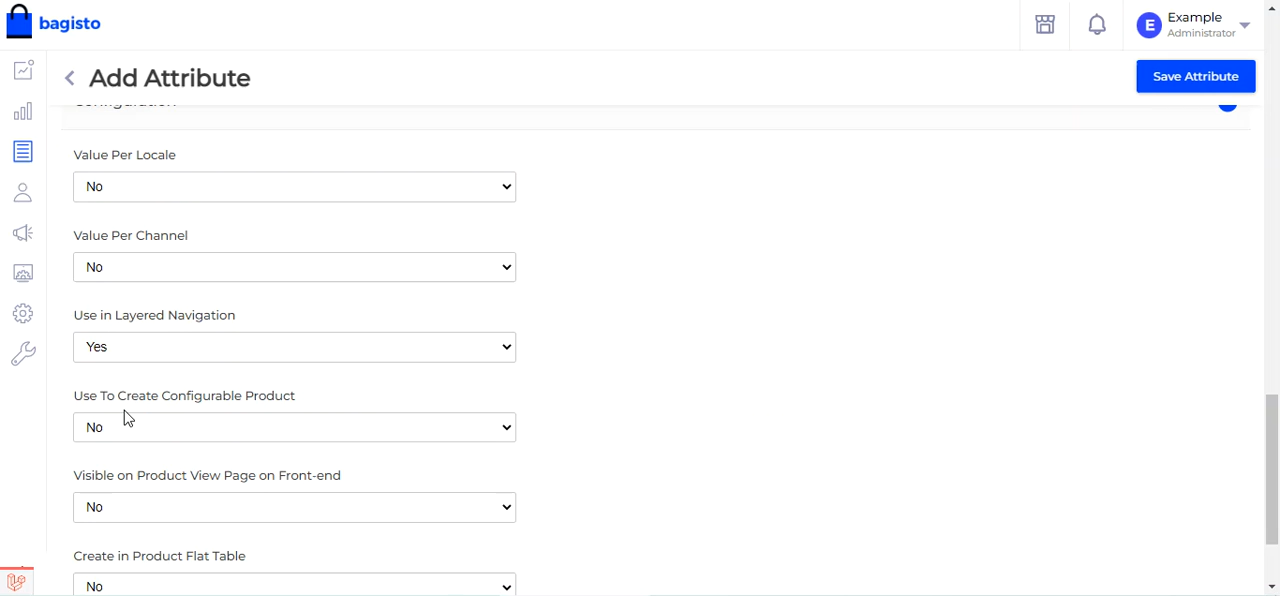 bagisto
E
Example
Administrator
Add Attribute
Save Attribute
Configuration
Value Per Locale
No
Value Per Channel
No
Use in Layered Navigation
Yes
Use To Create Configurable Product
No
Visible on Product View Page on Front-end
No
Create in Product Flat Table
No